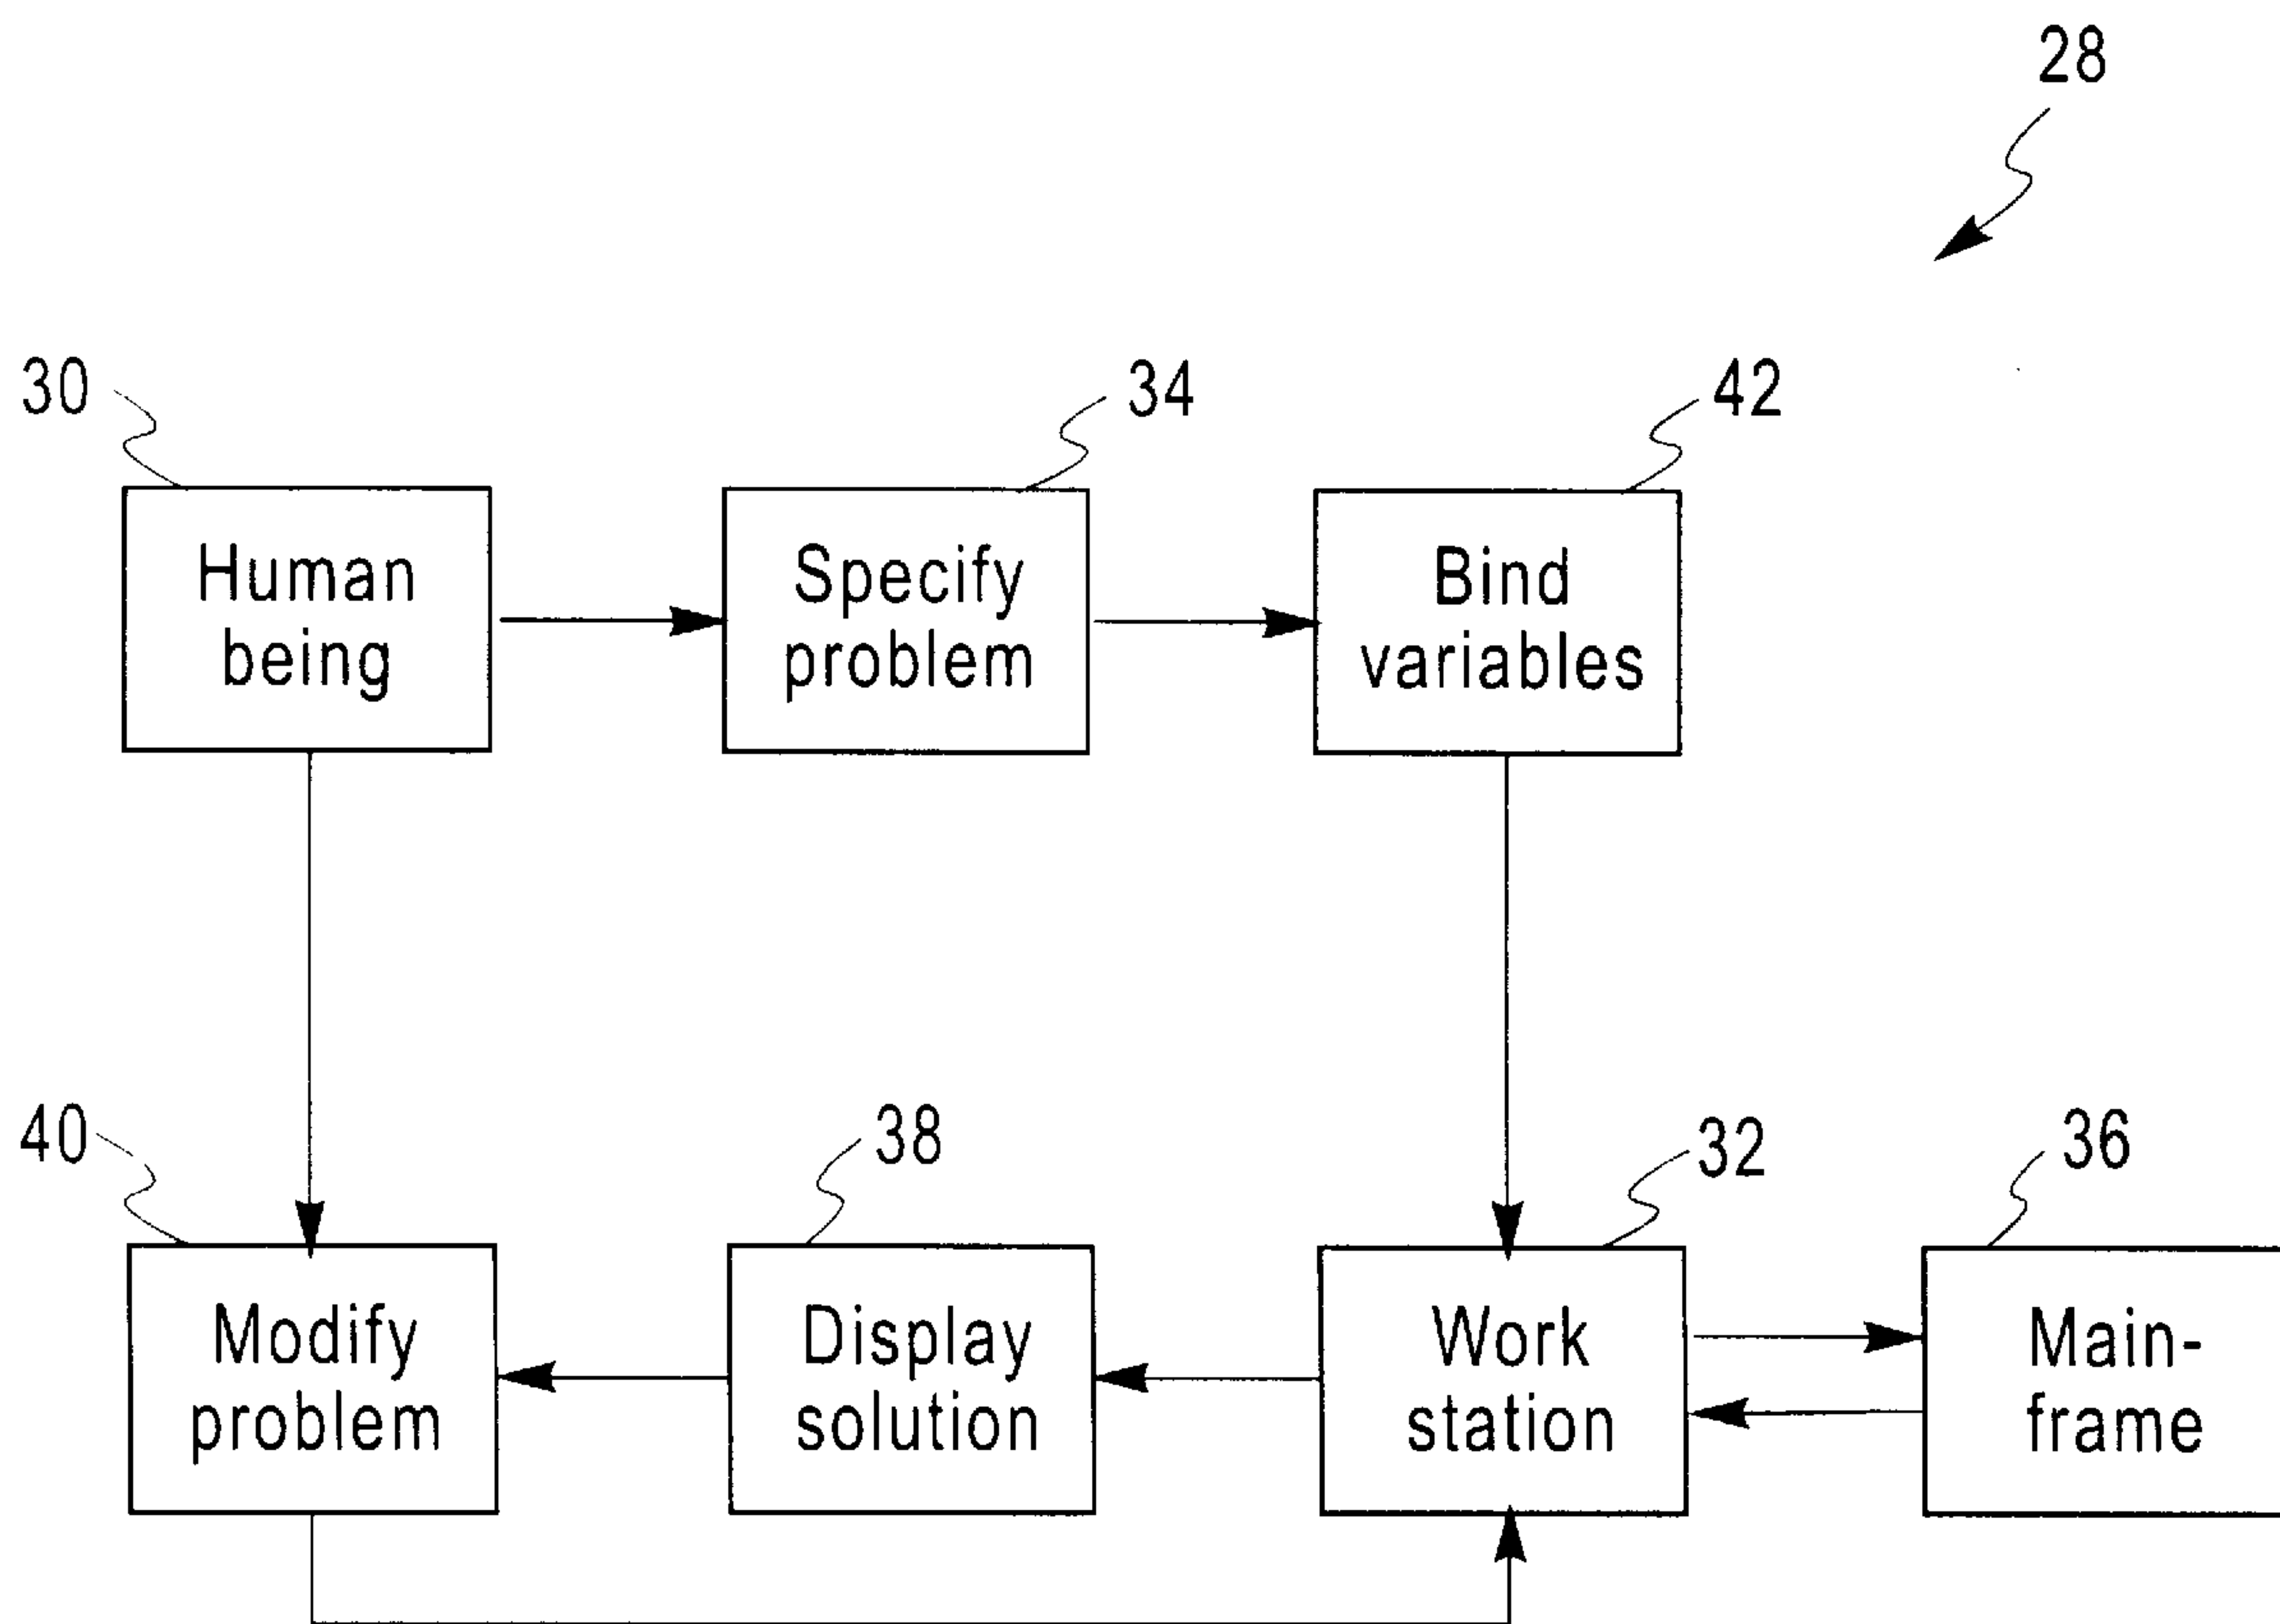 28
30
34
42
Human
being
Specify
problem
Bind
variables
40
38
32
36
Modify
problem
Display
solution
Work
station
Main-
frame